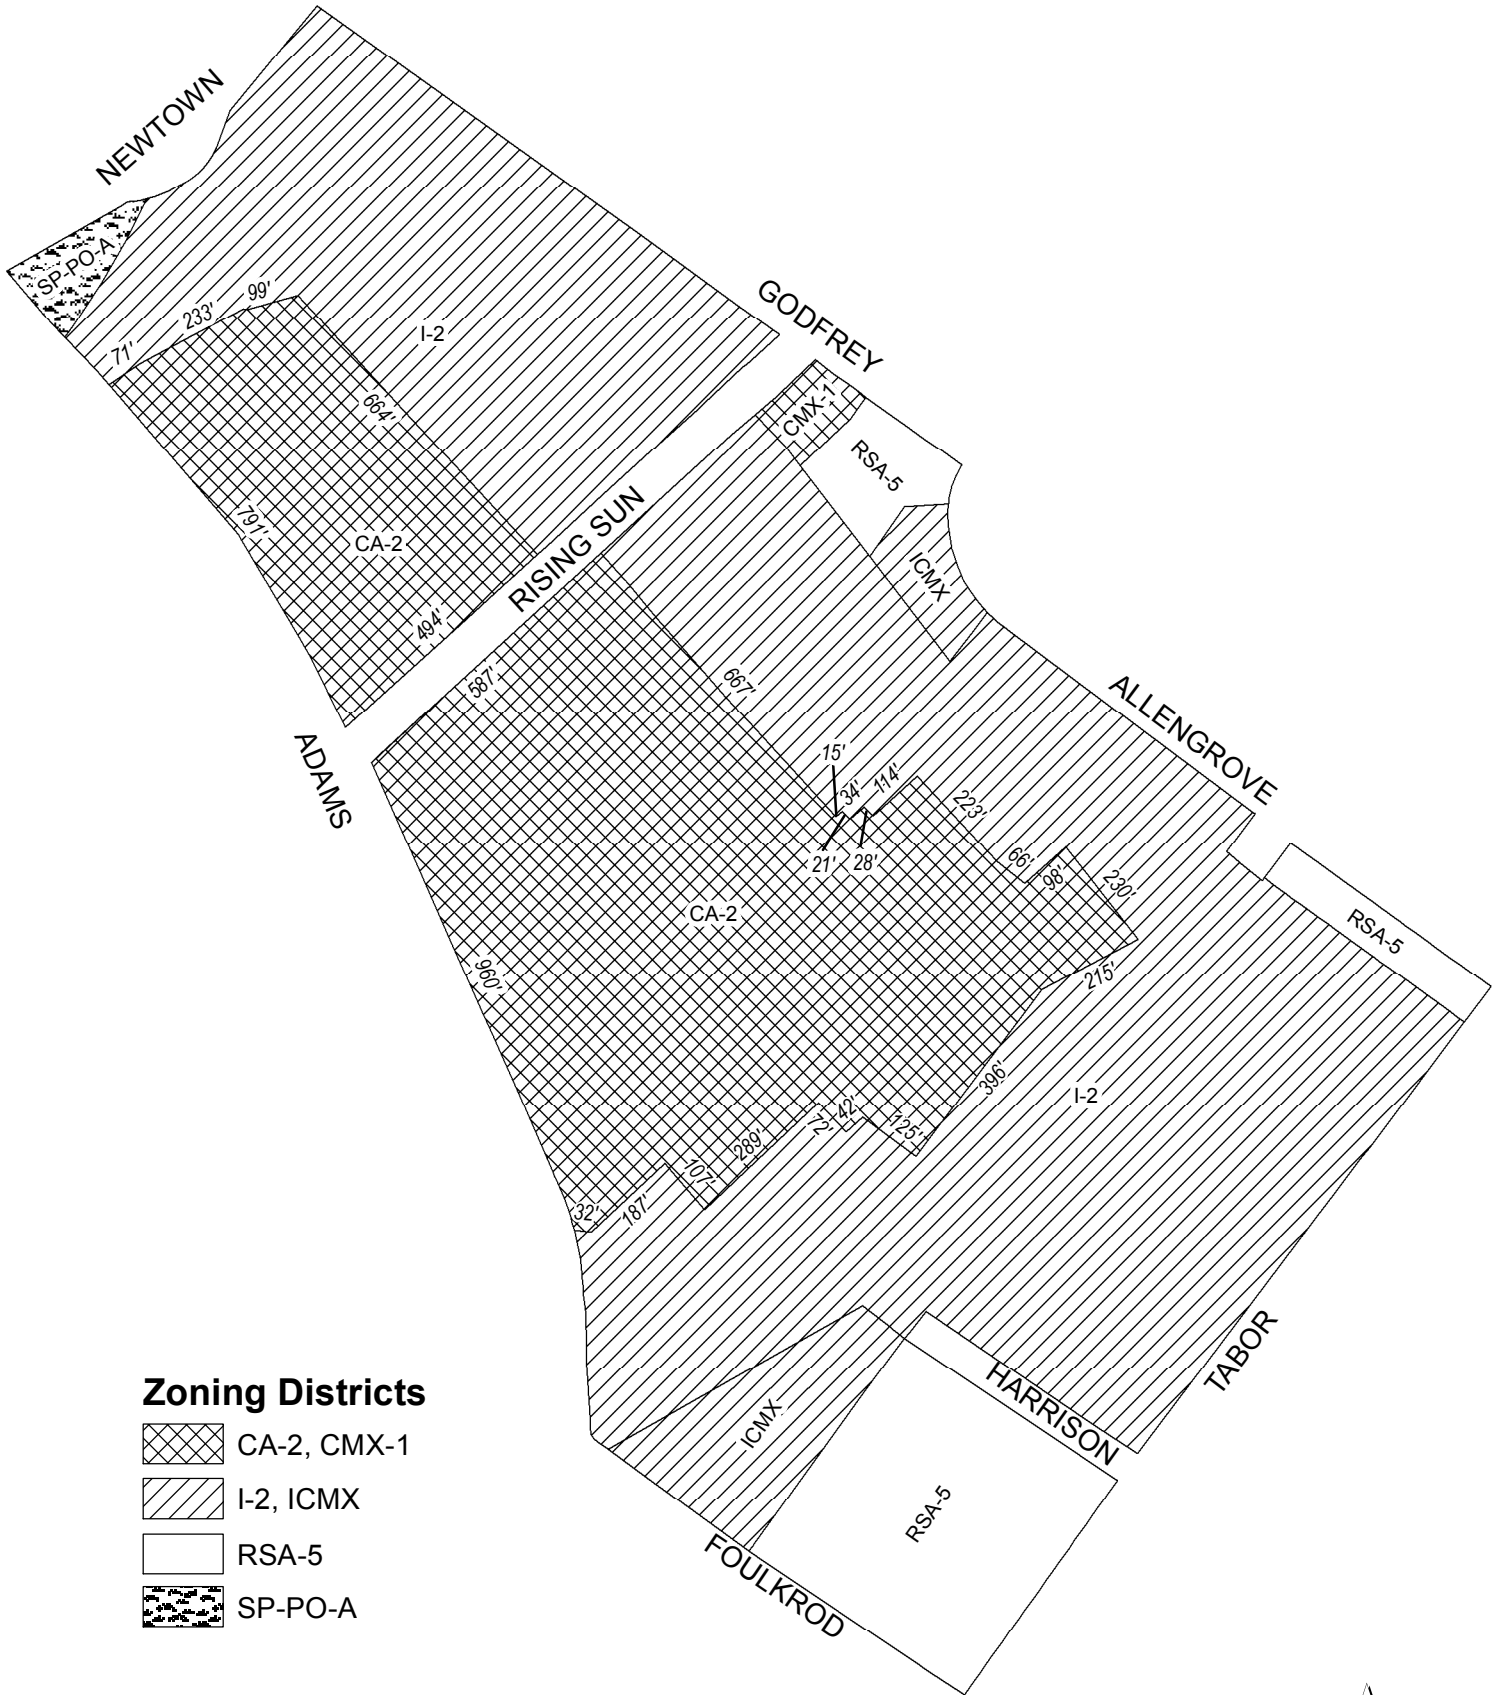 NEWTOWN
SP-PO-A
71'
233'
99'
I-2
GODFREY
CMX-1
RSA-5
664'
791'
CA-2
494'
RISING SUN
ICMX
587'
667'
ADAMS
ALLENGROVE
15'
34'
114'
223'
21'
28'
66'
98'
230'
CA-2
RSA-5
960'
215'
396'
I-2
42'
72'
125'
289'
107'
187'
32'
HARRISON
TABOR
ICMX
RSA-5
FOULKROD
Zoning Districts
CA-2, CMX-1
I-2, ICMX
RSA-5
SP-PO-A